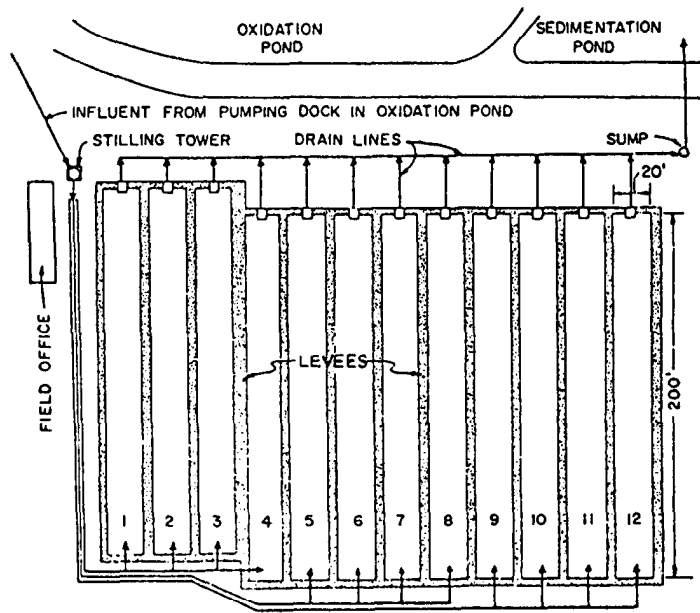 OXIDATION
POND
SEDIMENTATION
POND
INFLUENT FROM PUMPING DOCK IN OXIDATION POND
STILLING TOWER
DRAIN LINES
SUMP
20'
FIELD OFFICE
LEVEES
200'
1 2 3 4 5 6 7 8 9 10 11 12